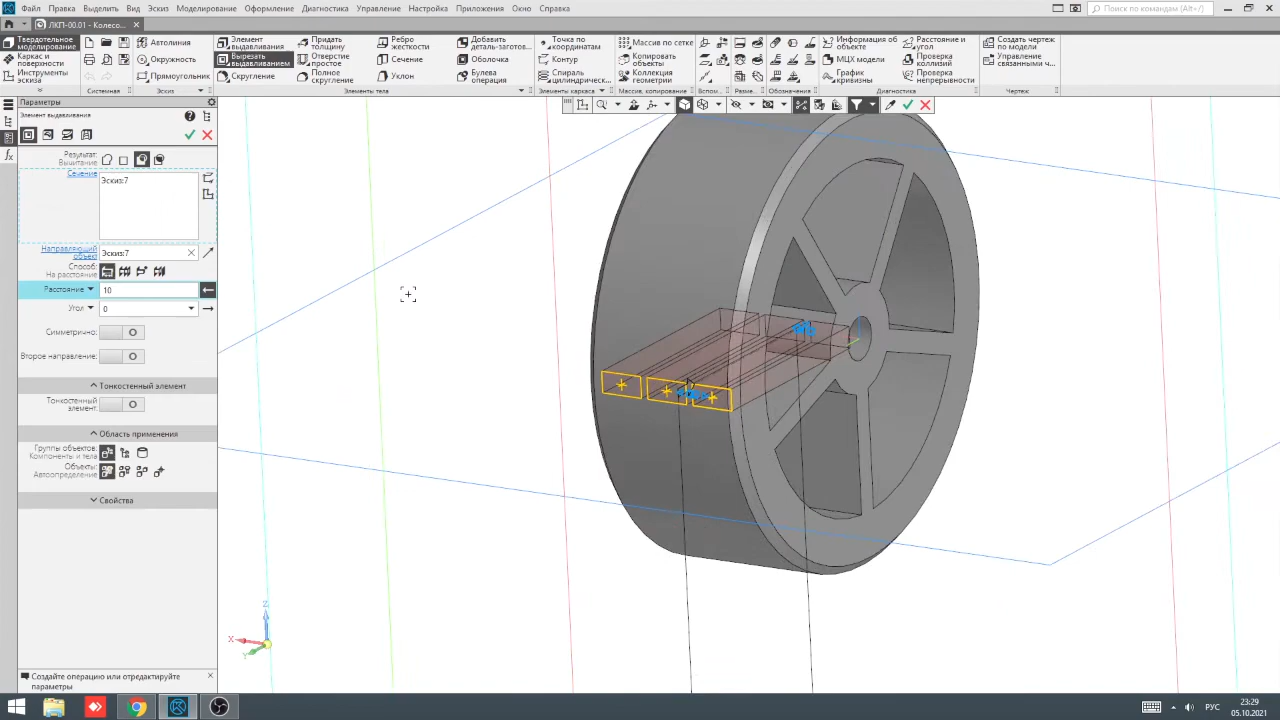 Файл Правка Выделить Вид Эскиз Моделирование Оформление Диагностика Управление Настройка Приложения Окно Справка
Поиск по командам (Alt+/)
ЛКП-00.01 - Колесо...
Твердотельное моделирование
Каркас и поверхности
Инструменты эскиза
Системная
Автолиния
Окружность
Прямоугольник
Эскиз
Элемент выдавливания
Вырезать выдавливанием
Скругление
Придать толщину
Отверстие простое
Полное скругление
Ребро жесткости
Сечение
Уклон
Добавить деталь-загото...
Оболочка
Булева операция
Элементы тела
Точка по координатам
Контур
Спираль цилиндрическ...
Элементы каркаса
Массив по сетке
Копировать объекты
Коллекция геометрии
Массив, копирование
Вспом...
Разме...
Обозначения
Информация об объекте
МЦХ модели
График кривизны
Расстояние и угол
Проверка коллизий
Проверка непрерывности
Диагностика
Создать чертеж по модели
Управление связанными ч...
Чертеж
Параметры
Элемент выдавливания
Результат:
Вычитание
Сечение
Эскиз:7
Направляющий объект
Эскиз:7
Способ:
На расстояние
Расстояние 10
Угол 0
Симметрично:
Второе направление:
Тонкостенный элемент
Тонкостенный элемент:
Область применения
Группы объектов:
Компоненты и тела
Объекты:
Автоопределение
Свойства
Z
X
Y
Создайте операцию или отредактируйте
параметры
РУС
23:29
05.10.2021